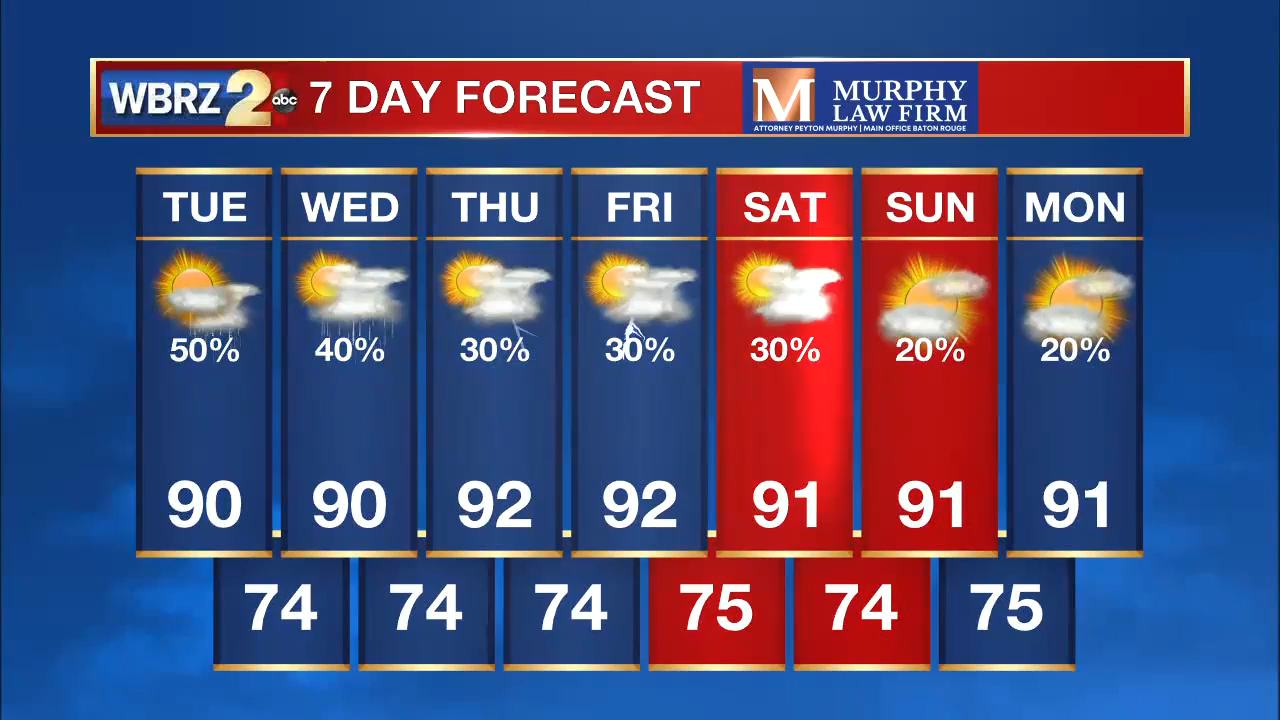 WBRZ 2 abc 7 DAY FORECAST
M MURPHY
LAW FIRM
ATTORNEY PEYTON MURPHY | MAIN OFFICE BATON ROUGE
TUE WED THU FRI SAT SUN MON
50% 40% 30% 30% 30% 20% 20%
90 90 92 92 91 91 91
74 74 74 75 74 75